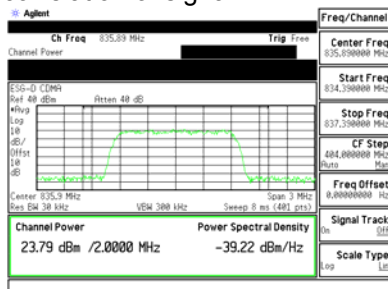 Agilent
Freq/Channel
Ch Freq 835.89 MHz Trig Free
Channel Power
Center Freq
835.890000 MHz
Start Freq
834.390000 MHz
Stop Freq
837.390000 MHz
CF Step
404.000000 MHz
Auto Man
Freq Offset
0.00000000 Hz
Signal Track
On Off
Scale Type
Log Lin
ESG-D CDMA
Ref 40 dBm Atten 40 dB
#Avg
Log
10
dB/
Offst
10
dB
Center 835.9 MHz Span 3 MHz
Res BW 30 kHz VBW 300 kHz Sweep 8 ms (401 pts)
Channel Power Power Spectral Density
23.79 dBm /2.0000 MHz -39.22 dBm/Hz